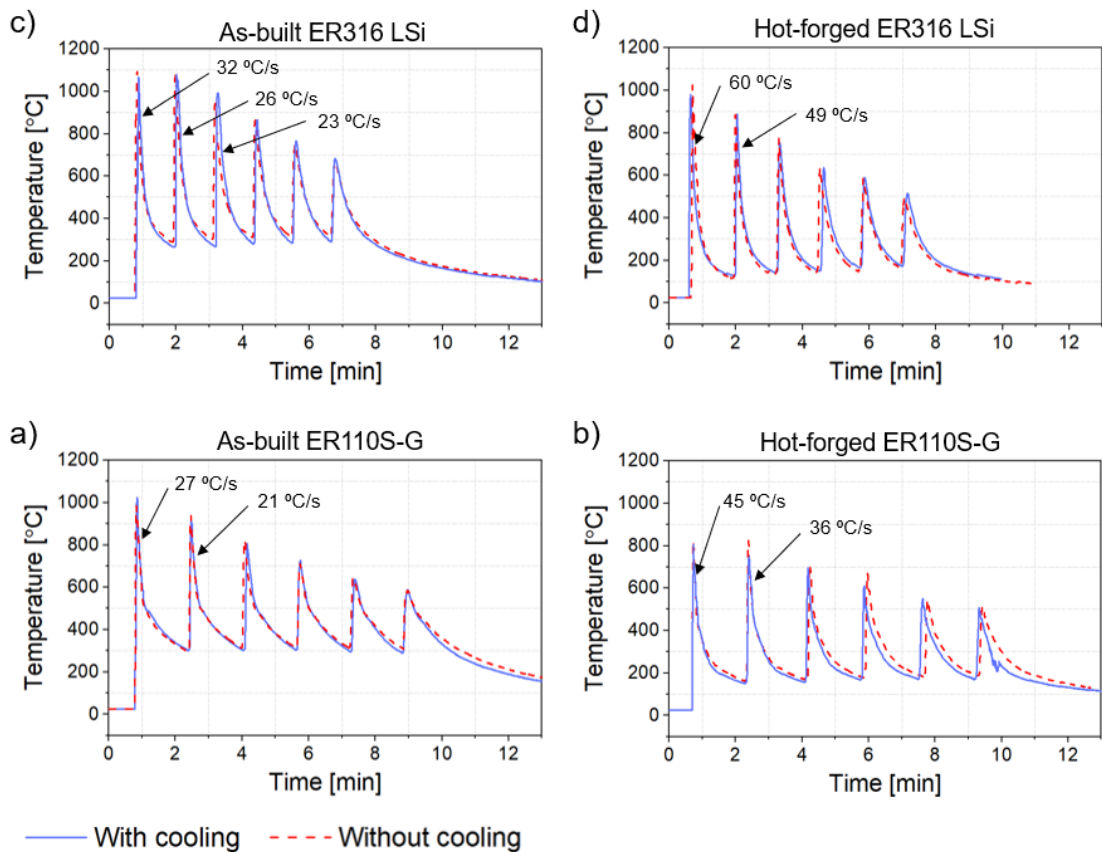 c)
As-built ER316 LSi
1200
1000
800
600
400
200
0
Temperature [°C]
32 ºC/s
26 ºC/s
23 ºC/s
0 2 4 6 8 10 12
Time [min]
d)
Hot-forged ER316 LSi
1200
1000
800
600
400
200
0
Temperature [°C]
60 ºC/s
49 ºC/s
0 2 4 6 8 10 12
Time [min]
a)
As-built ER110S-G
1200
1000
800
600
400
200
0
Temperature [°C]
27 ºC/s
21 ºC/s
0 2 4 6 8 10 12
Time [min]
b)
Hot-forged ER110S-G
1200
1000
800
600
400
200
0
Temperature [°C]
45 ºC/s
36 ºC/s
0 2 4 6 8 10 12
Time [min]
With cooling
Without cooling